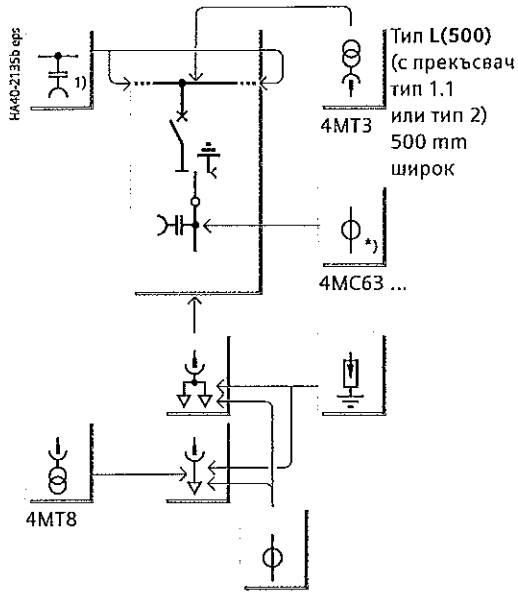 HA40-2135b eps
1)
4MT3
Тип L(500)
(с прекъсвач
тип 1.1
или тип 2)
500 mm
широк
*)
4MC63 ...
4MT8